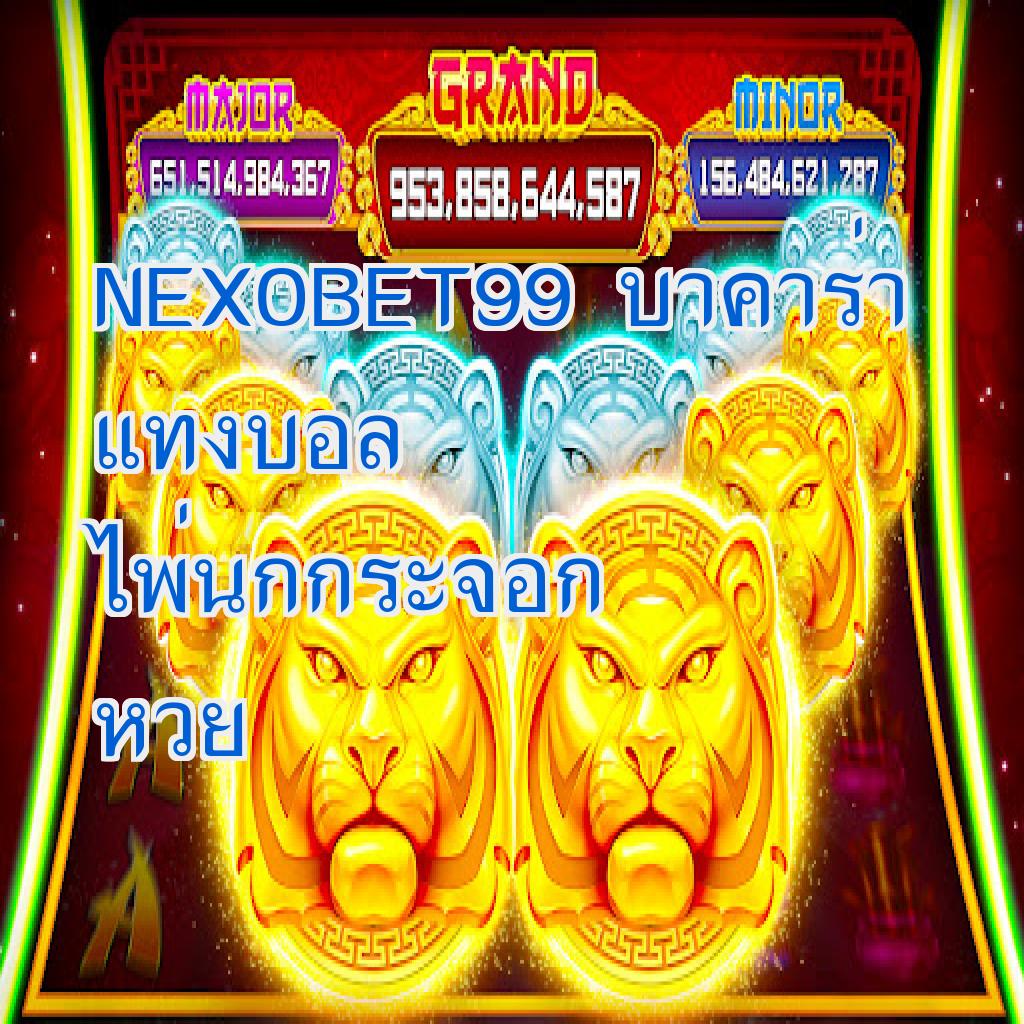 MAJOR GRAND MINOR
651,514,984,367 953,858,644,587 156,484,621,287
NEXOBET99 บาคาร่า
แทงบอล
ไพ่นกกระจอก
หวย
A
A